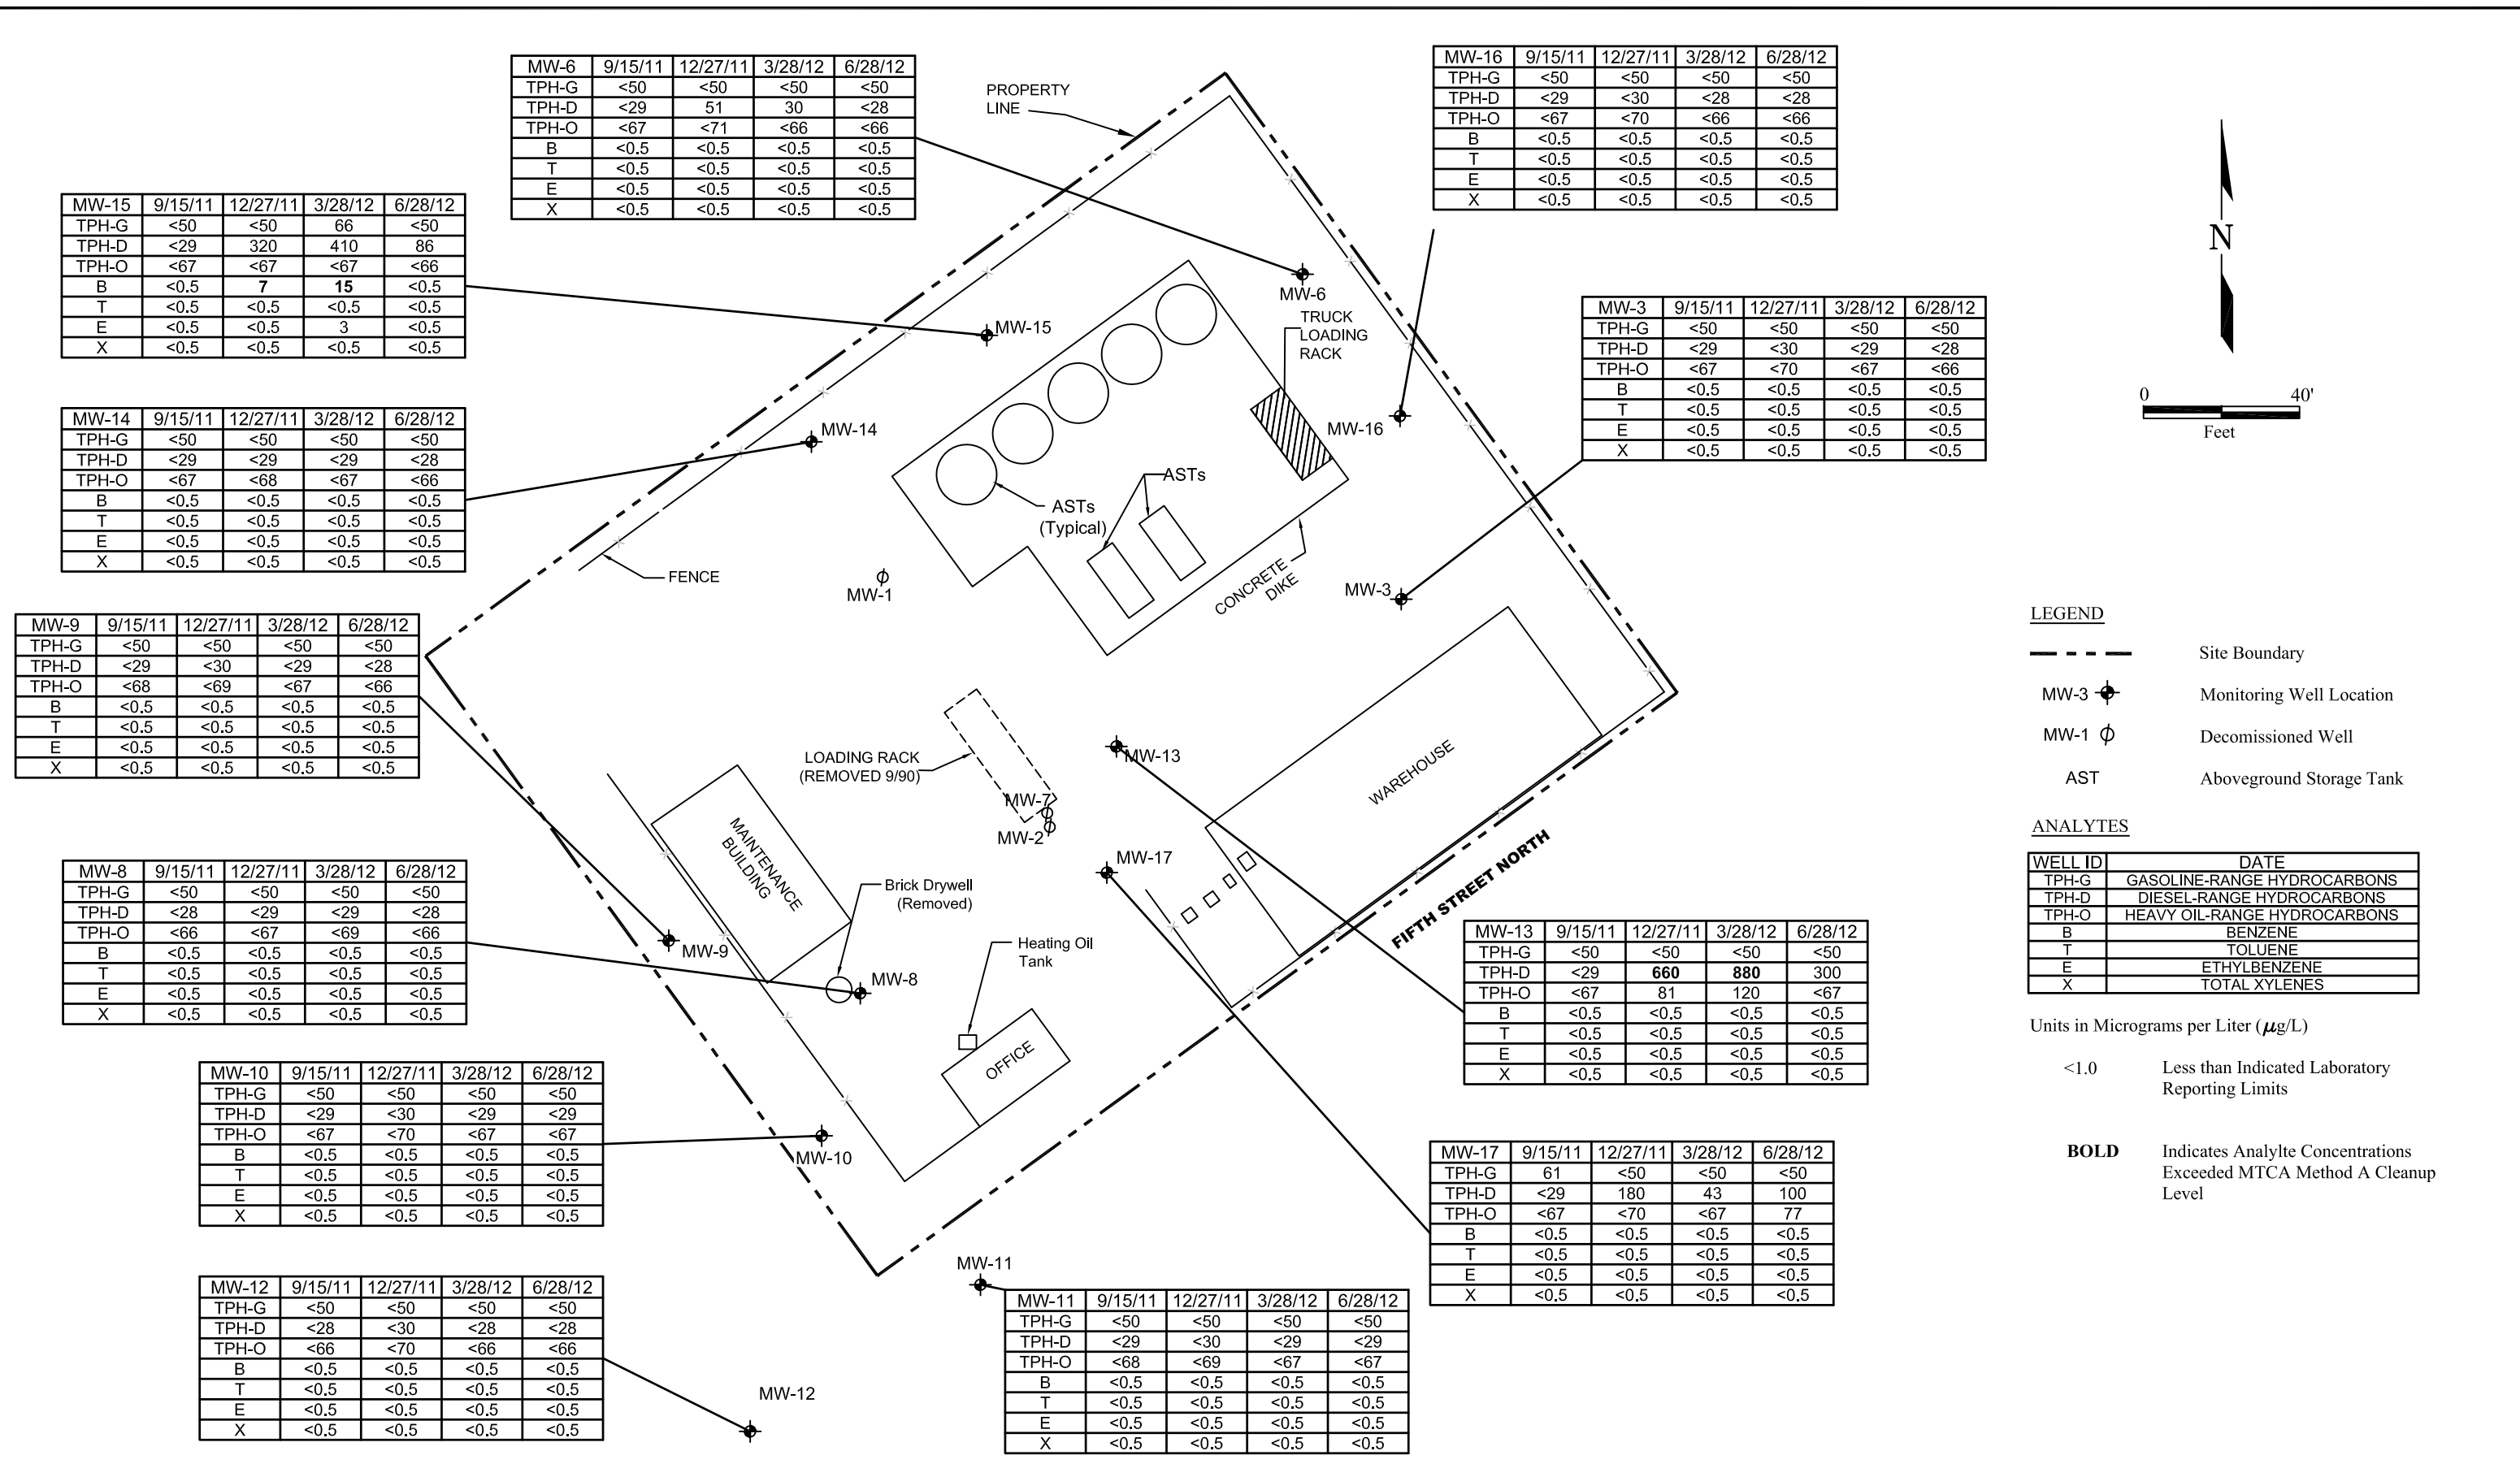 MW-6 9/15/11 12/27/11 3/28/12 6/28/12
TPH-G <50 <50 <50 <50
TPH-D <29 51 30 <28
TPH-O <67 <71 <66 <66
B <0.5 <0.5 <0.5 <0.5
T <0.5 <0.5 <0.5 <0.5
E <0.5 <0.5 <0.5 <0.5
X <0.5 <0.5 <0.5 <0.5
PROPERTY
LINE
MW-16 9/15/11 12/27/11 3/28/12 6/28/12
TPH-G <50 <50 <50 <50
TPH-D <29 <30 <28 <28
TPH-O <67 <70 <66 <66
B <0.5 <0.5 <0.5 <0.5
T <0.5 <0.5 <0.5 <0.5
E <0.5 <0.5 <0.5 <0.5
X <0.5 <0.5 <0.5 <0.5
N
0 40'
Feet
MW-15 9/15/11 12/27/11 3/28/12 6/28/12
TPH-G <50 <50 66 <50
TPH-D <29 320 410 86
TPH-O <67 <67 <67 <66
B <0.5 7 15 <0.5
T <0.5 <0.5 <0.5 <0.5
E <0.5 <0.5 3 <0.5
X <0.5 <0.5 <0.5 <0.5
MW-6
MW-15
TRUCK
LOADING
RACK
MW-3 9/15/11 12/27/11 3/28/12 6/28/12
TPH-G <50 <50 <50 <50
TPH-D <29 <30 <29 <28
TPH-O <67 <70 <67 <66
B <0.5 <0.5 <0.5 <0.5
T <0.5 <0.5 <0.5 <0.5
E <0.5 <0.5 <0.5 <0.5
X <0.5 <0.5 <0.5 <0.5
MW-14 9/15/11 12/27/11 3/28/12 6/28/12
TPH-G <50 <50 <50 <50
TPH-D <29 <29 <29 <28
TPH-O <67 <68 <67 <66
B <0.5 <0.5 <0.5 <0.5
T <0.5 <0.5 <0.5 <0.5
E <0.5 <0.5 <0.5 <0.5
X <0.5 <0.5 <0.5 <0.5
MW-14
MW-16
ASTs
ASTs
(Typical)
FENCE
MW-1
CONCRETE
DIKE
MW-3
MW-9 9/15/11 12/27/11 3/28/12 6/28/12
TPH-G <50 <50 <50 <50
TPH-D <29 <30 <29 <28
TPH-O <68 <69 <67 <66
B <0.5 <0.5 <0.5 <0.5
T <0.5 <0.5 <0.5 <0.5
E <0.5 <0.5 <0.5 <0.5
X <0.5 <0.5 <0.5 <0.5
LOADING RACK
(REMOVED 9/90)
MW-13
MW-7
MW-2
WAREHOUSE
MAINTENANCE
BUILDING
MW-17
FIFTH STREET NORTH
LEGEND
Site Boundary
MW-3 Monitoring Well Location
MW-1 Decomissioned Well
AST Aboveground Storage Tank
ANALYTES
WELL ID DATE
TPH-G GASOLINE-RANGE HYDROCARBONS
TPH-D DIESEL-RANGE HYDROCARBONS
TPH-O HEAVY OIL-RANGE HYDROCARBONS
B BENZENE
T TOLUENE
E ETHYLBENZENE
X TOTAL XYLENES
Units in Micrograms per Liter (μg/L)
<1.0 Less than Indicated Laboratory
Reporting Limits
BOLD Indicates Analylte Concentrations
Exceeded MTCA Method A Cleanup
Level
MW-8 9/15/11 12/27/11 3/28/12 6/28/12
TPH-G <50 <50 <50 <50
TPH-D <28 <29 <29 <28
TPH-O <66 <67 <69 <66
B <0.5 <0.5 <0.5 <0.5
T <0.5 <0.5 <0.5 <0.5
E <0.5 <0.5 <0.5 <0.5
X <0.5 <0.5 <0.5 <0.5
Brick Drywell
(Removed)
MW-9
MW-8
Heating Oil
Tank
OFFICE
MW-13 9/15/11 12/27/11 3/28/12 6/28/12
TPH-G <50 <50 <50 <50
TPH-D <29 660 880 300
TPH-O <67 81 120 <67
B <0.5 <0.5 <0.5 <0.5
T <0.5 <0.5 <0.5 <0.5
E <0.5 <0.5 <0.5 <0.5
X <0.5 <0.5 <0.5 <0.5
MW-10 9/15/11 12/27/11 3/28/12 6/28/12
TPH-G <50 <50 <50 <50
TPH-D <29 <30 <29 <29
TPH-O <67 <70 <67 <67
B <0.5 <0.5 <0.5 <0.5
T <0.5 <0.5 <0.5 <0.5
E <0.5 <0.5 <0.5 <0.5
X <0.5 <0.5 <0.5 <0.5
MW-10
MW-17 9/15/11 12/27/11 3/28/12 6/28/12
TPH-G 61 <50 <50 <50
TPH-D <29 180 43 100
TPH-O <67 <70 <67 77
B <0.5 <0.5 <0.5 <0.5
T <0.5 <0.5 <0.5 <0.5
E <0.5 <0.5 <0.5 <0.5
X <0.5 <0.5 <0.5 <0.5
MW-12 9/15/11 12/27/11 3/28/12 6/28/12
TPH-G <50 <50 <50 <50
TPH-D <28 <30 <28 <28
TPH-O <66 <70 <66 <66
B <0.5 <0.5 <0.5 <0.5
T <0.5 <0.5 <0.5 <0.5
E <0.5 <0.5 <0.5 <0.5
X <0.5 <0.5 <0.5 <0.5
MW-12
MW-11
MW-11 9/15/11 12/27/11 3/28/12 6/28/12
TPH-G <50 <50 <50 <50
TPH-D <29 <30 <29 <29
TPH-O <68 <69 <67 <67
B <0.5 <0.5 <0.5 <0.5
T <0.5 <0.5 <0.5 <0.5
E <0.5 <0.5 <0.5 <0.5
X <0.5 <0.5 <0.5 <0.5